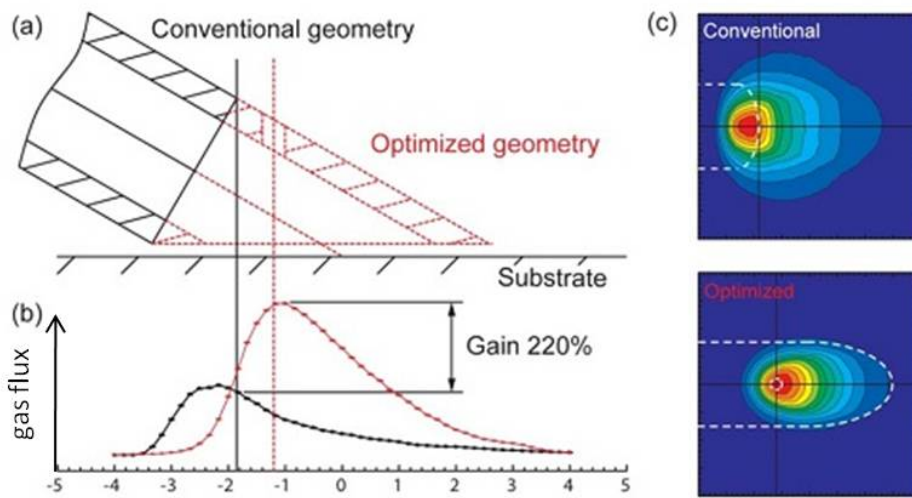 (a)
Conventional geometry
Optimized geometry
Substrate
(b)
gas flux
Gain 220%
-5 -4 -3 -2 -1 0 1 2 3 4 5
(c)
Conventional
Optimized